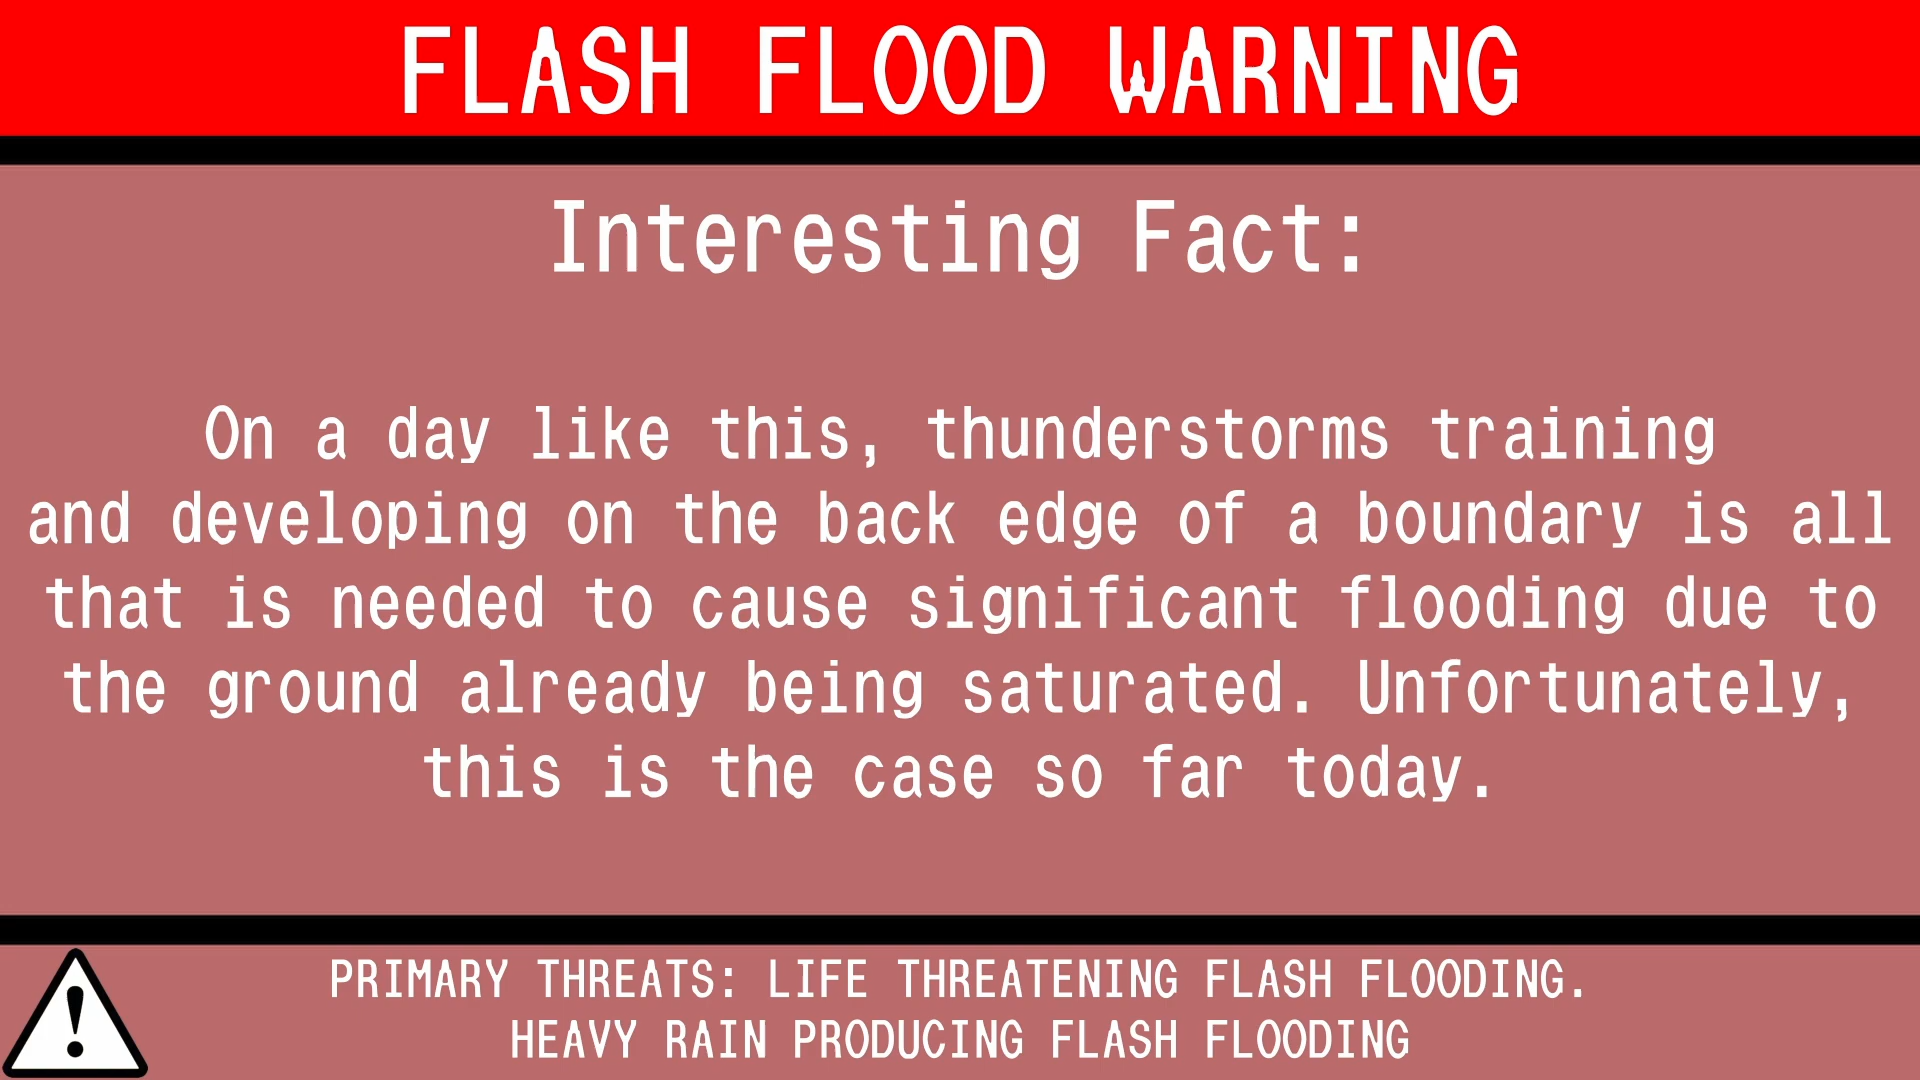 FLASH FLOOD WARNING
Interesting Fact:
On a day like this, thunderstorms training
and developing on the back edge of a boundary is all
that is needed to cause significant flooding due to
the ground already being saturated. Unfortunately,
this is the case so far today.
PRIMARY THREATS: LIFE THREATENING FLASH FLOODING.
HEAVY RAIN PRODUCING FLASH FLOODING